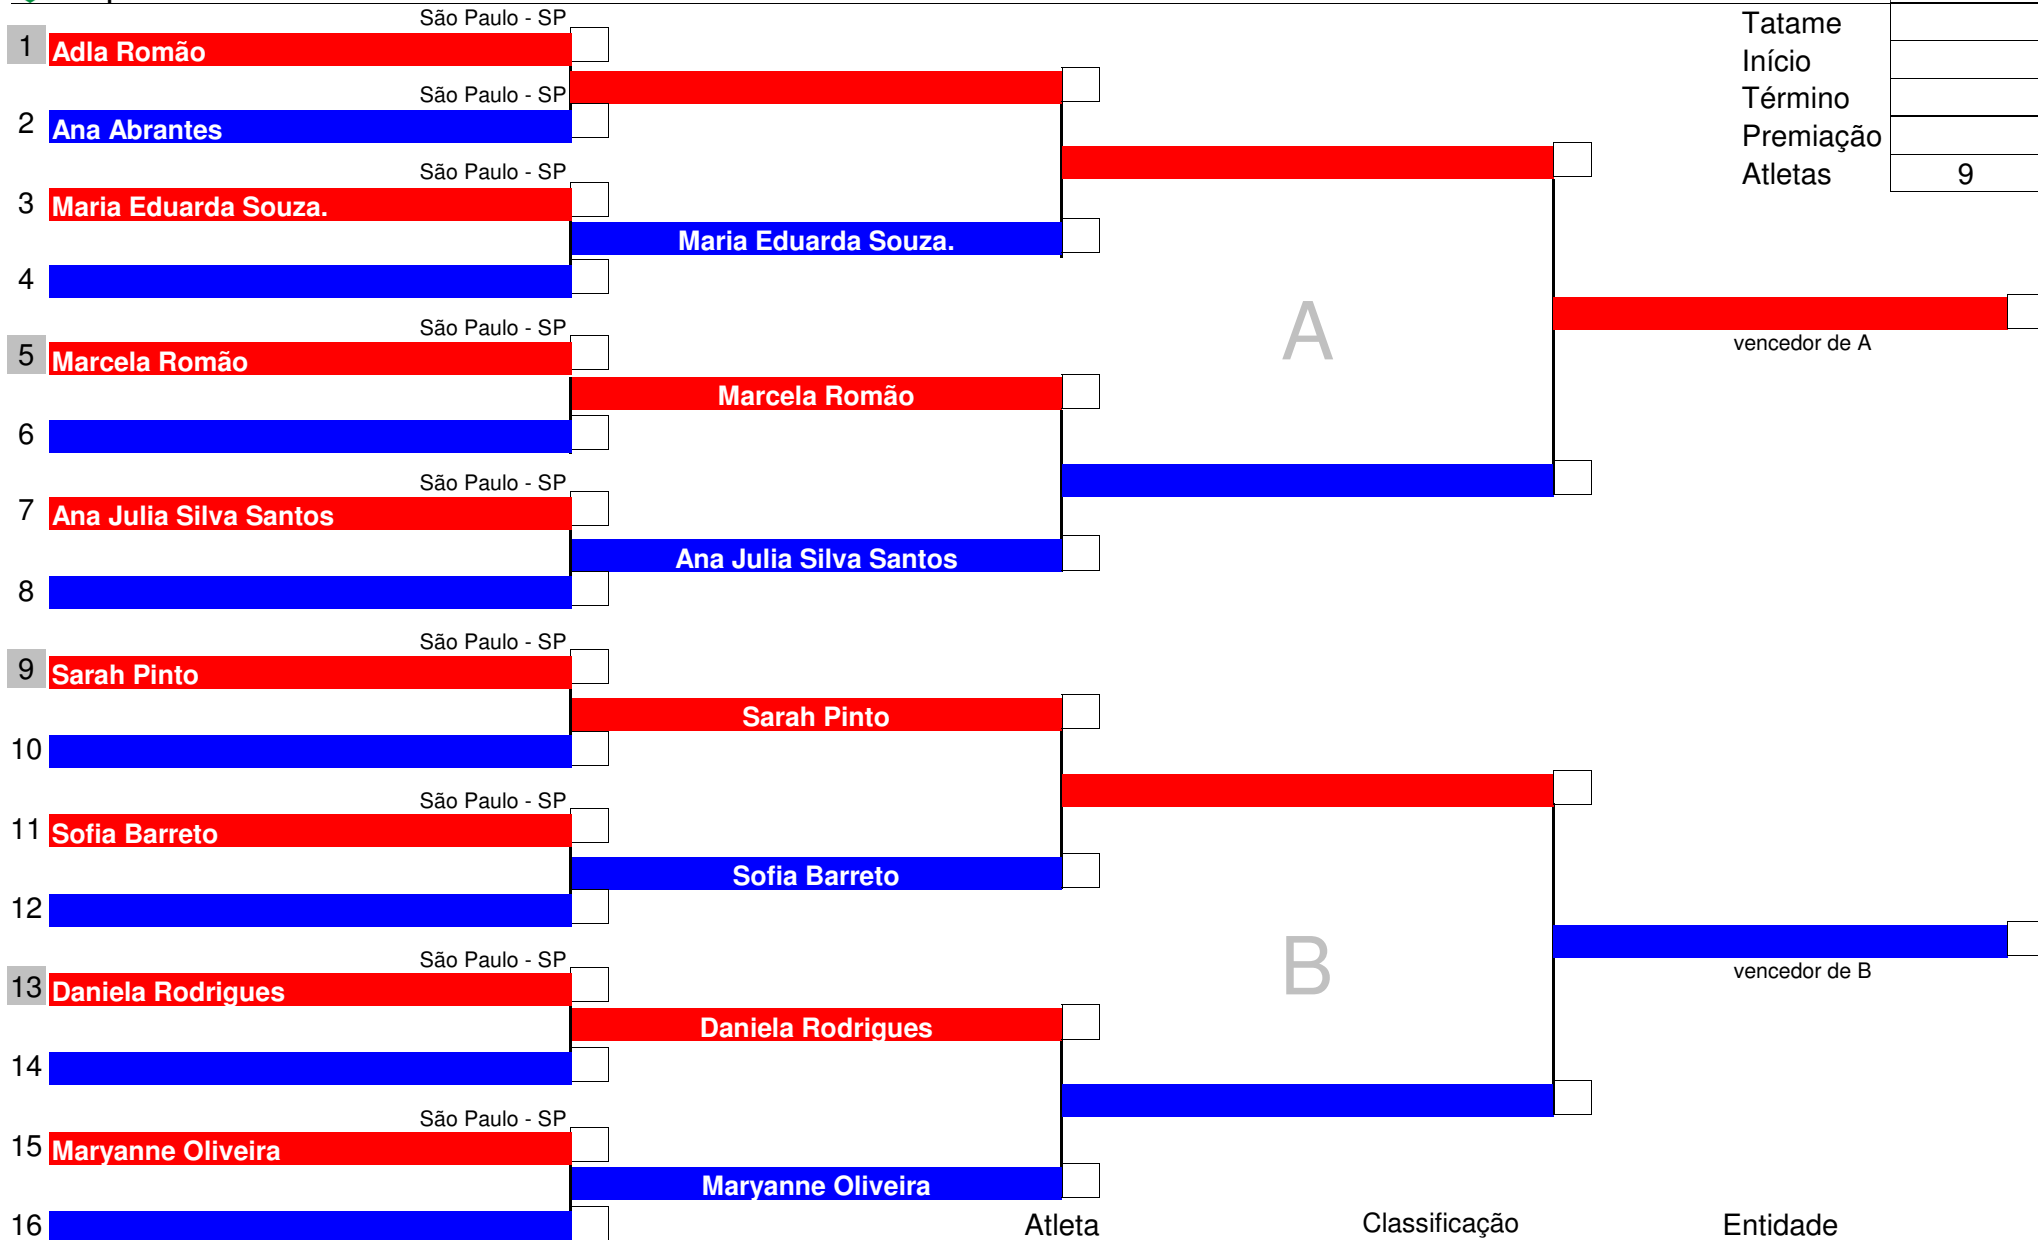 São Paulo - SP
Tatame
1 Adla Romão
Início
São Paulo - SP
Término
2 Ana Abrantes
Premiação
São Paulo - SP
Atletas 9
3 Maria Eduarda Souza.
Maria Eduarda Souza.
4
São Paulo - SP
A
vencedor de A
5 Marcela Romão
Marcela Romão
6
São Paulo - SP
7 Ana Julia Silva Santos
Ana Julia Silva Santos
8
São Paulo - SP
9 Sarah Pinto
Sarah Pinto
10
São Paulo - SP
11 Sofia Barreto
Sofia Barreto
12
São Paulo - SP
B
vencedor de B
13 Daniela Rodrigues
Daniela Rodrigues
14
São Paulo - SP
15 Maryanne Oliveira
Maryanne Oliveira
16
Atleta Classificação Entidade